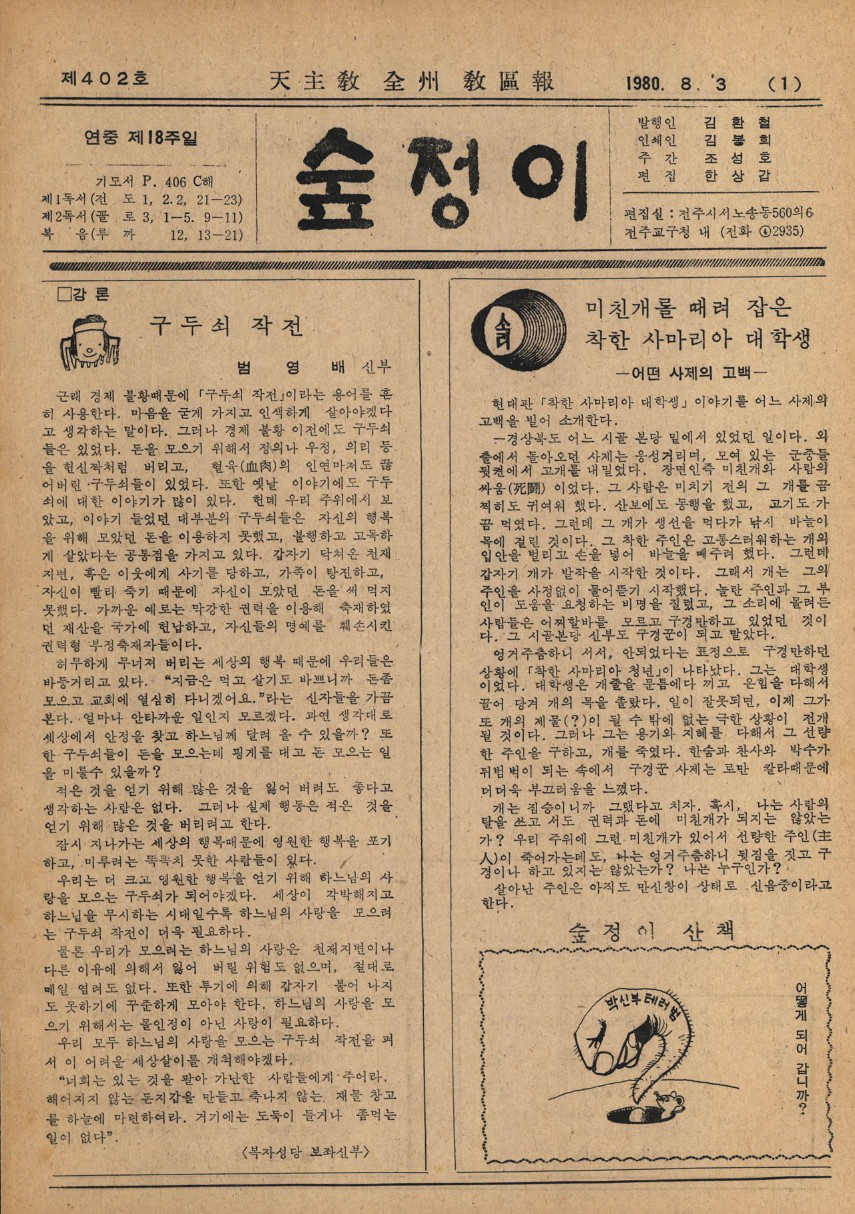 제402호
天主教 全州 教區報
1980. 8. 3
(1)
연중 제18주일
기도서 P. 406 C해
제1독서(전 도 1, 2. 2, 21—23)
제2독서(골 로 3, 1—5. 9—11)
복 음(루 까 12, 13—21)
숲정이
발행인 김환철
인쇄인 김봉희
주 간 조성호
편 집 한상갑
편집실 : 전주시서노송동560의6
전주교구청 내 (전화 ④2935)
□강 론
구두쇠 작전
범 영 배 신부
근래 경제 불황때문에 「구두쇠 작전」이라는 용어를 흔
히 사용한다. 마음을 굳게 가지고 인색하게 살아야겠다
고 생각하는 말이다. 그러나 경제 불황 이전에도 구두쇠
들은 있었다. 돈을 모으기 위해서 정의나 우정, 의리 등
을 헌신짝처럼 버리고, 혈육(血肉)의 인연마저도 끊
어버린 구두쇠들이 있었다. 또한 옛날 이야기에도 구두
쇠에 대한 이야기가 많이 있다. 헌데 우리 주위에서 보
았고, 이야기 들었던 대부분의 구두쇠들은 자신의 행복
을 위해 모았던 돈을 이용하지 못했고, 불행하고 고독하
게 살았다는 공통점을 가지고 있다. 갑자기 닥쳐온 천재
지변, 혹은 이웃에게 사기를 당하고, 가족이 탕진하고,
자신이 빨리 죽기 때문에 자신이 모았던 돈을 써 먹지
못했다. 가까운 예로는 막강한 권력을 이용해 축재하였
던 재산을 국가에 헌납하고, 자신들의 명예를 훼손시킨
권력형 부정축재자들이다.
허무하게 무너져 버리는 세상의 행복 때문에 우리들은
바둥거리고 있다. “지금은 먹고 살기도 바쁘니까 돈좀
모으고 교회에 열심히 다니겠어요.”라는 신자들을 가끔
본다. 얼마나 안타까운 일인지 모르겠다. 과연 생각대로
세상에서 안정을 찾고 하느님께 달려 올 수 있을까? 또
한 구두쇠들이 돈을 모으는데 핑계를 대고 돈 모으는 일
을 미룰수 있을까?
적은 것을 얻기 위해 많은 것을 잃어 버려도 좋다고
생각하는 사람은 없다. 그러나 실제 행동은 적은 것을
얻기 위해 많은 것을 버리려고 한다.
잠시 지나가는 세상의 행복때문에 영원한 행복을 포기
하고, 미루려는 똑똑치 못한 사람들이 있다.
우리는 더 크고 영원한 행복을 얻기 위해 하느님의 사
랑을 모으는 구두쇠가 되어야겠다. 세상이 각박해지고
하느님을 무시하는 시대일수록 하느님의 사랑을 모으려
는 구두쇠 작전이 더욱 필요하다.
물론 우리가 모으려는 하느님의 사랑은 천재지변이나
다른 이유에 의해서 잃어 버릴 위험도 없으며, 절대로
떼일 염려도 없다. 또한 투기에 의해 갑자기 불어 나지
도 못하기에 꾸준하게 모아야 한다. 하느님의 사랑을 모
으기 위해서는 몰인정이 아닌 사랑이 필요하다.
우리 모두 하느님의 사랑을 모으는 구두쇠 작전을 펴
서 이 어려운 세상살이를 개척해야겠다.
“너희는 있는 것을 팔아 가난한 사람들에게 주어라.
해어지지 않는 돈지갑을 만들고 축나지 않는 재물 창고
를 하늘에 마련하여라. 거기에는 도둑이 들거나 좀먹는
일이 없다”.
〈복자성당 보좌신부〉
소리
미친개를 때려 잡은
착한 사마리아 대학생
—어떤 사제의 고백—
현대판 「착한 사마리아 대학생」 이야기를 어느 사제의
고백을 빌어 소개한다.
—경상북도 어느 시골 본당 밑에서 있었던 일이다. 외
출에서 돌아오던 사제는 웅성거리며, 모여 있는 군중들
뒷켠에서 고개를 내밀었다. 장면인즉 미친개와 사람의
싸움(死鬪) 이었다. 그 사람은 미치기 전의 그 개를 끔
찍히도 귀여워 했다. 산보에도 동행을 했고, 고기도 가
끔 먹였다. 그런데 그 개가 생선을 먹다가 낚시 바늘이
목에 걸린 것이다. 그 착한 주인은 고통스러워하는 개의
입안을 벌리고 손을 넣어 바늘을 빼주려 했다. 그런데
갑자기 개가 발작을 시작한 것이다. 그래서 개는 그의
주인을 사정없이 물어뜯기 시작했다. 놀란 주인과 그 부
인이 도움을 요청하는 비명을 질렀고, 그 소리에 몰려든
사람들은 어찌할바를 모르고 구경만하고 있었던 것이
다. 그 시골본당 신부도 구경꾼이 되고 말았다.
엉거주춤하니 서서, 안되었다는 표정으로 구경만하던
상황에 「착한 사마리아 청년」이 나타났다. 그는 대학생
이었다. 대학생은 개줄을 문틈에다 끼고 온힘을 다해서
끌어 당겨 개의 목을 졸랐다. 일이 잘못되면, 이제 그가
또 개의 제물(?)이 될 수 밖에 없는 극한 상황이 전개
될 것이다. 그러나 그는 용기와 지혜를 다해서 그 선량
한 주인을 구하고, 개를 죽였다. 한숨과 찬사와 박수가
뒤범벅이 되는 속에서 구경꾼 사제는 로만 칼라때문에
더더욱 부끄러움을 느꼈다.
개는 짐승이니까 그랬다고 치자. 혹시, 나는 사람의
탈을 쓰고 서도 권력과 돈에 미친개가 되지는 않았는
가? 우리 주위에 그런 미친개가 있어서 선량한 주인(主
人)이 죽어가는데도, 나는 엉거주춤하니 뒷짐을 짓고 구
경이나 하고 있지는 않았는가? 나는 누구인가?
살아난 주인은 아직도 만신창이 상태로 신음중이라고
한다.
숲정이 산책
박신부테러범
어떻게 되어 갑니까?